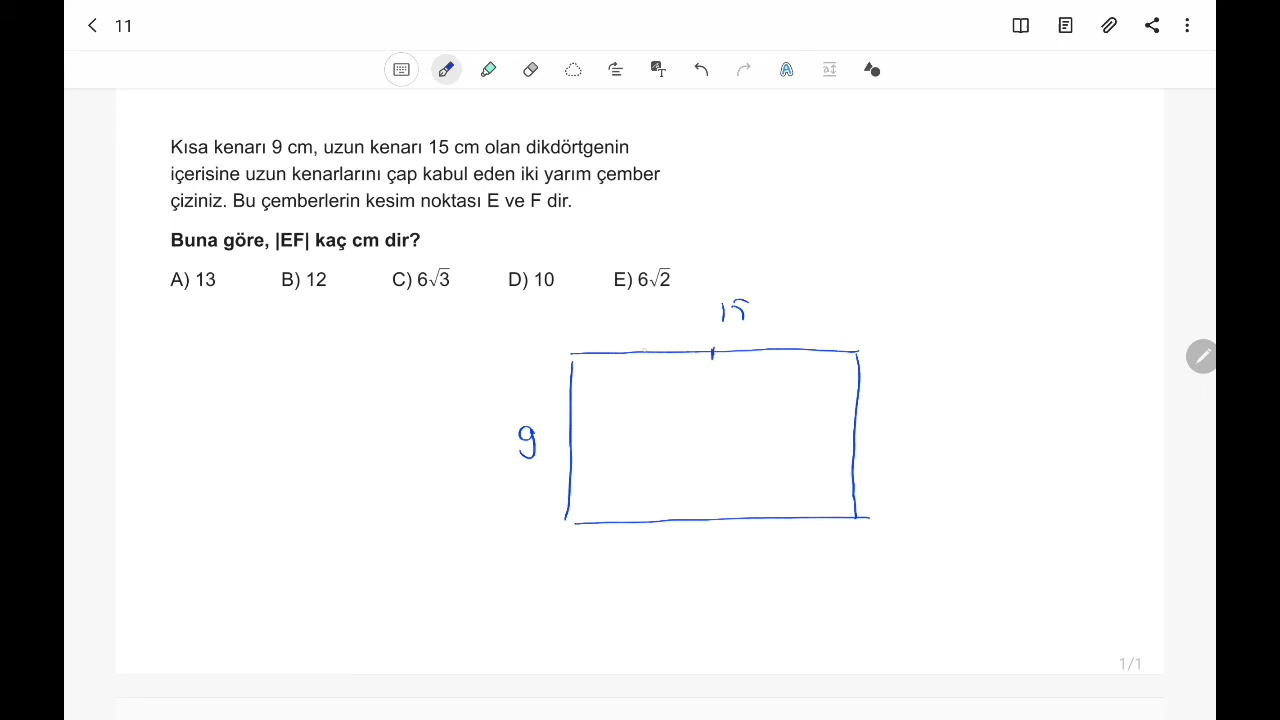 11
Kısa kenarı 9 cm, uzun kenarı 15 cm olan dikdörtgenin
içerisine uzun kenarlarını çap kabul eden iki yarım çember
çiziniz. Bu çemberlerin kesim noktası E ve F dir.
Buna göre, |EF| kaç cm dir?
A) 13 B) 12 C) 6√3 D) 10 E) 6√2
15
9
1/1